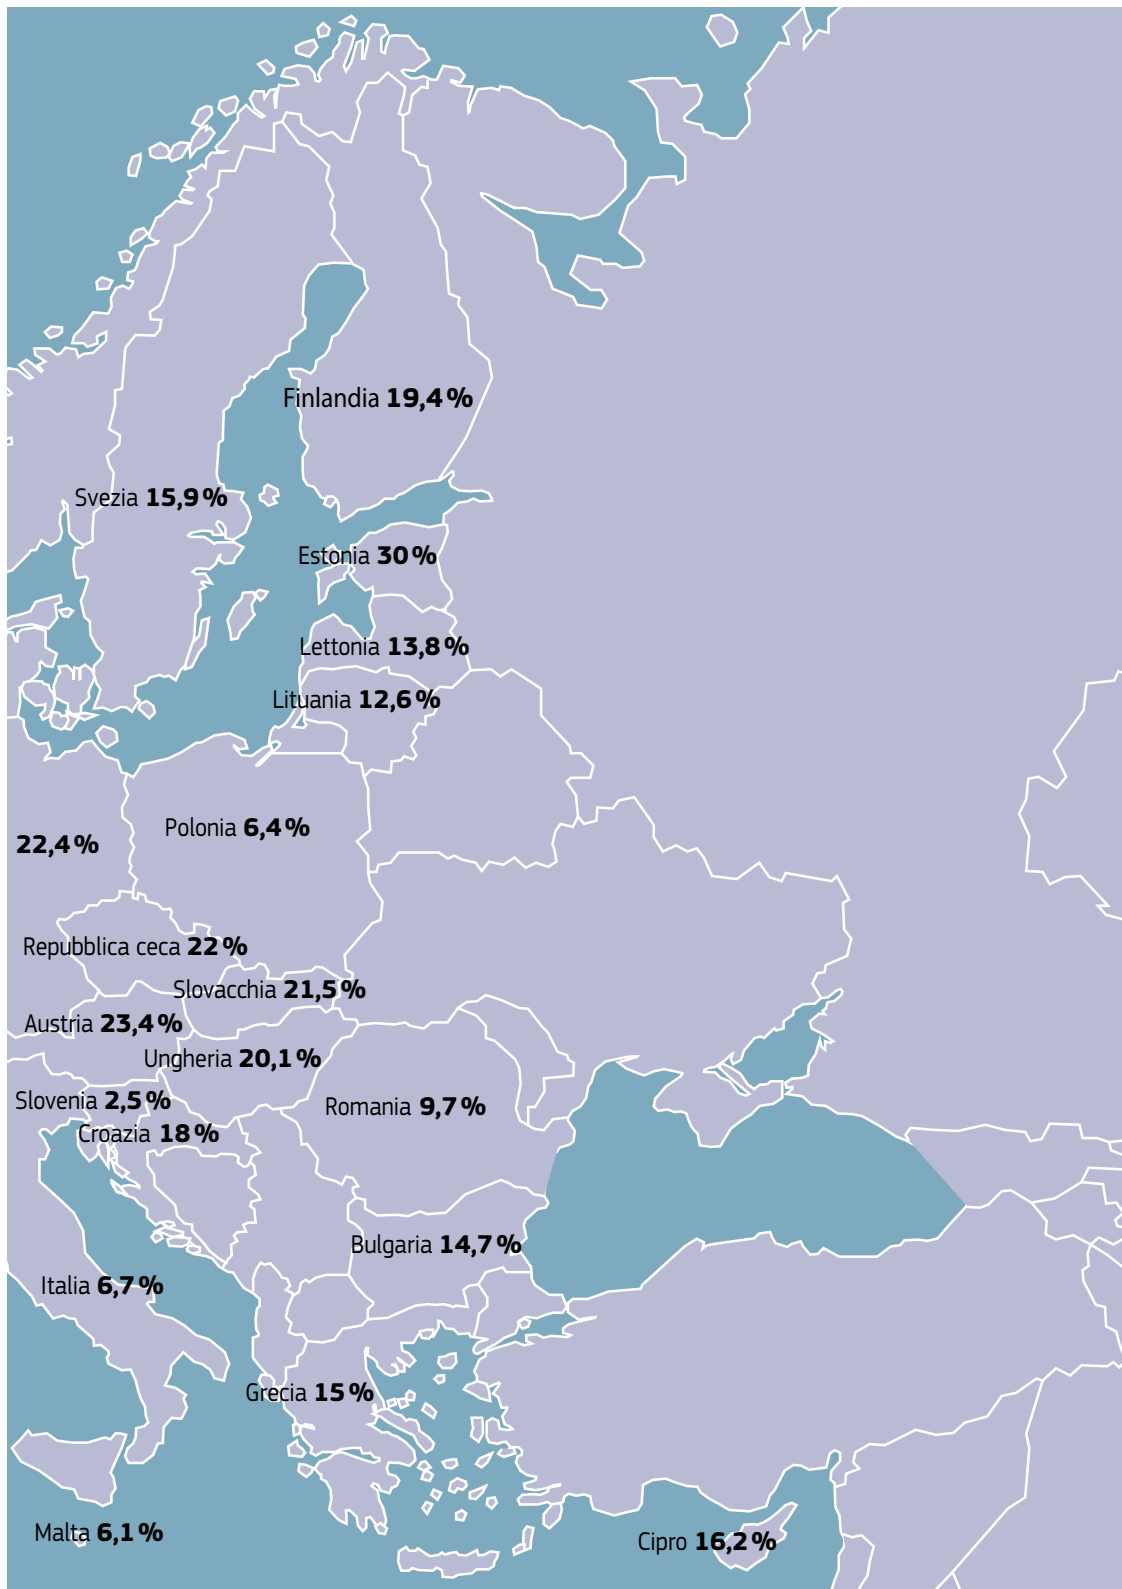 Finlandia 19,4 %
Svezia 15,9 %
Estonia 30 %
Lettonia 13,8 %
Lituania 12,6 %
Polonia 6,4 %
22,4 %
Repubblica ceca 22 %
Slovacchia 21,5 %
Austria 23,4 %
Ungheria 20,1 %
Slovenia 2,5 %
Romania 9,7 %
Croazia 18 %
Bulgaria 14,7 %
Italia 6,7 %
Grecia 15 %
Malta 6,1 %
Cipro 16,2 %